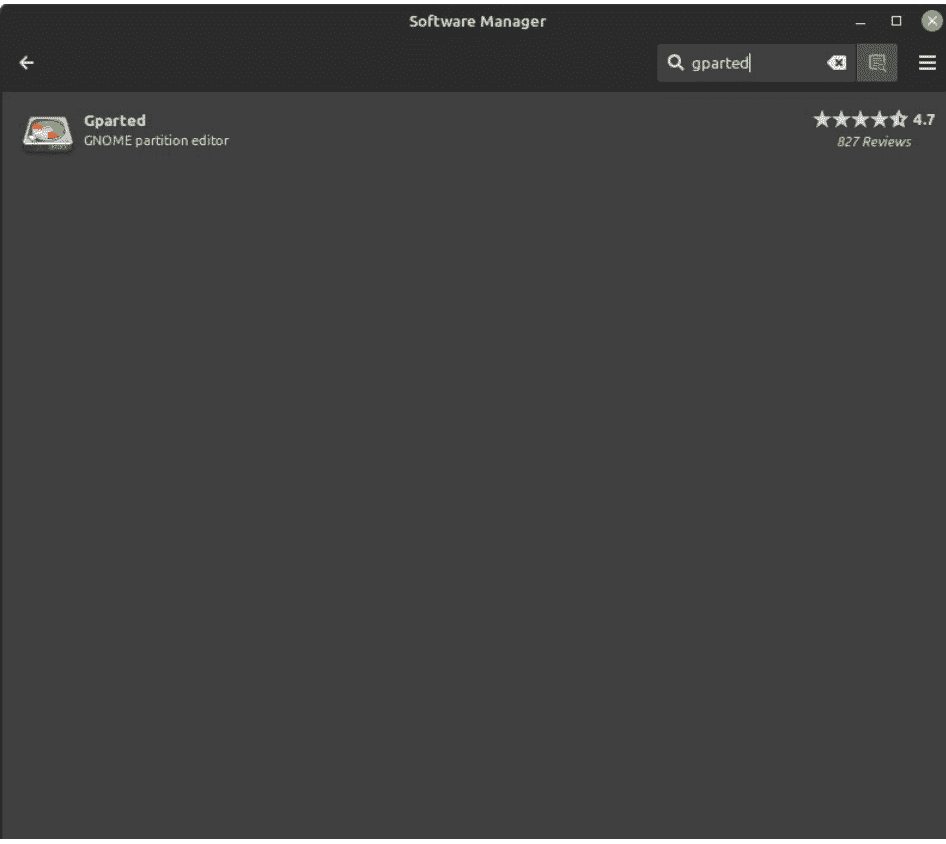 Software Manager
gparted
Gparted
4.7
GNOME partition editor
827 Reviews